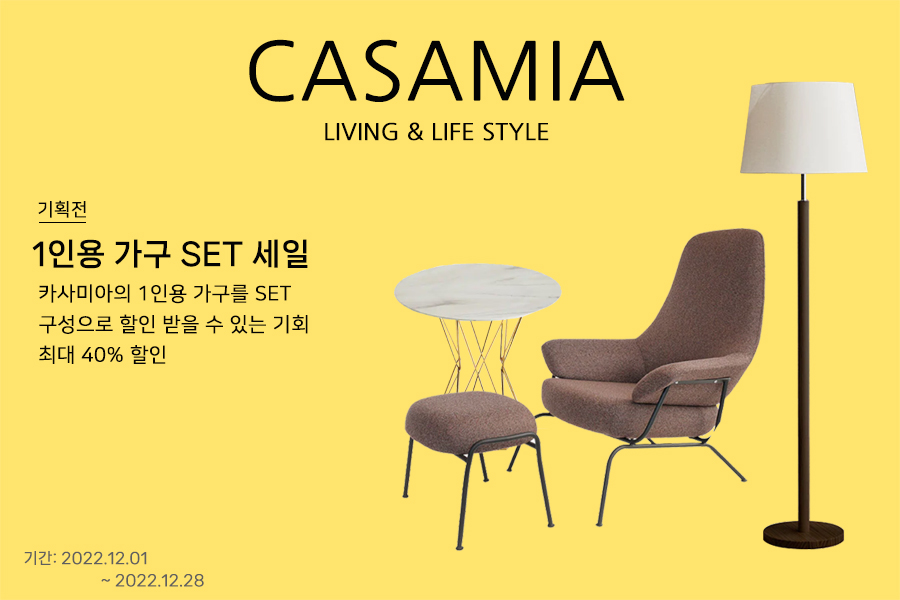 CASAMIA
LIVING & LIFE STYLE
기획전
1인용 가구 SET 세일
카사미아의 1인용 가구를 SET
구성으로 할인 받을 수 있는 기회
최대 40% 할인
기간: 2022.12.01
~ 2022.12.28